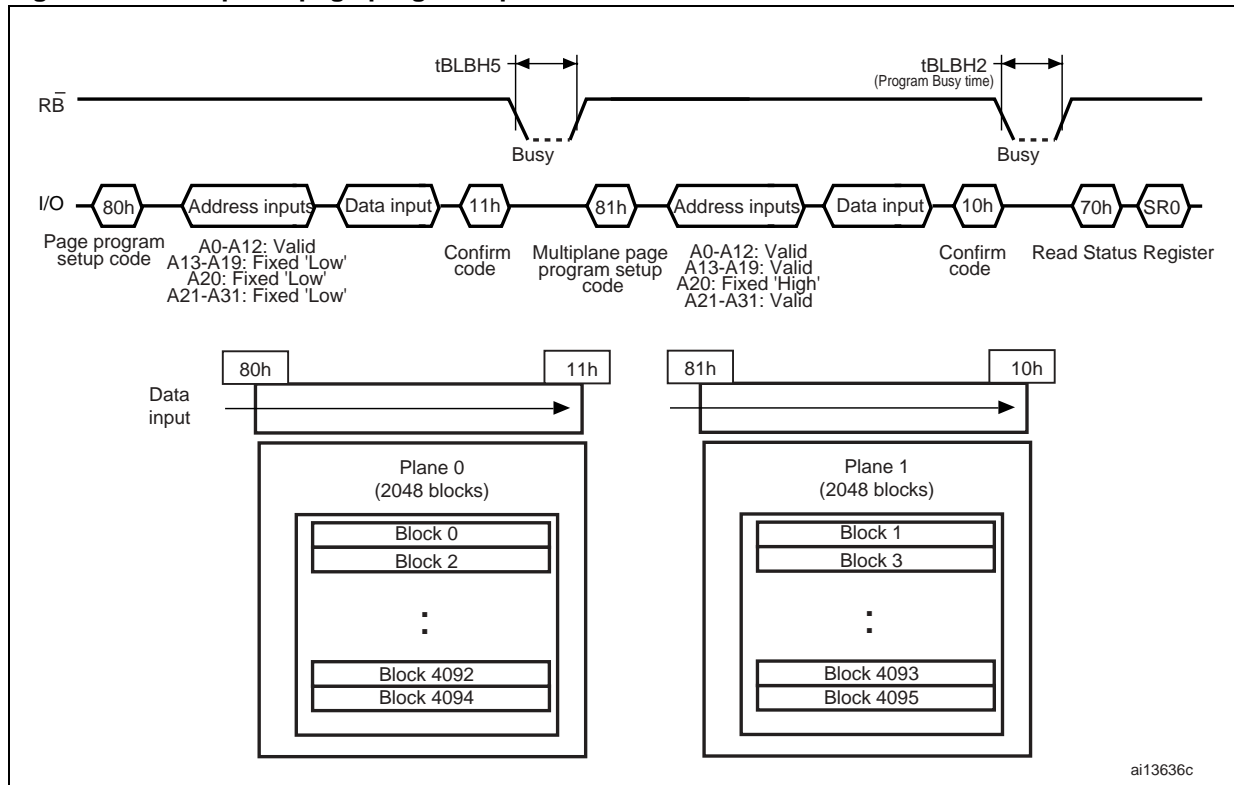 tBLBH5
tBLBH2
(Program Busy time)
RB̅
Busy
Busy
I/O
80h
Address inputs
Data input
11h
81h
Address inputs
Data input
10h
70h
SR0
Page program
setup code
A0-A12: Valid
A13-A19: Fixed 'Low'
A20: Fixed 'Low'
A21-A31: Fixed 'Low'
Confirm
code
Multiplane page
program setup
code
A0-A12: Valid
A13-A19: Valid
A20: Fixed 'High'
A21-A31: Valid
Confirm
code
Read Status Register
80h
11h
81h
10h
Data
input
Plane 0
(2048 blocks)
Block 0
Block 2
:
Block 4092
Block 4094
Plane 1
(2048 blocks)
Block 1
Block 3
:
Block 4093
Block 4095
ai13636c